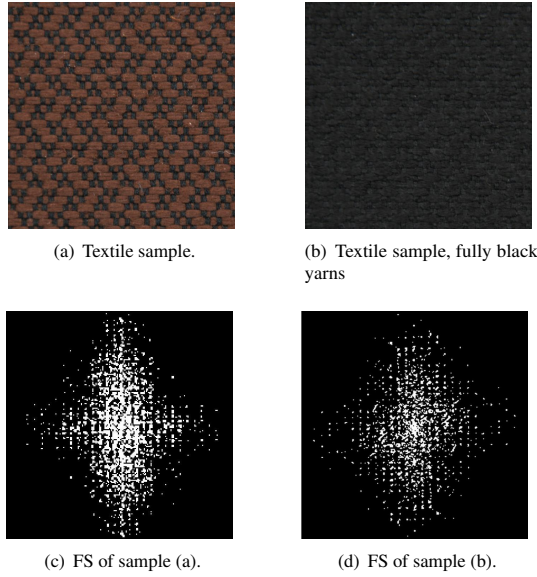 (a) Textile sample.
(b) Textile sample, fully black
yarns
(c) FS of sample (a).
(d) FS of sample (b).